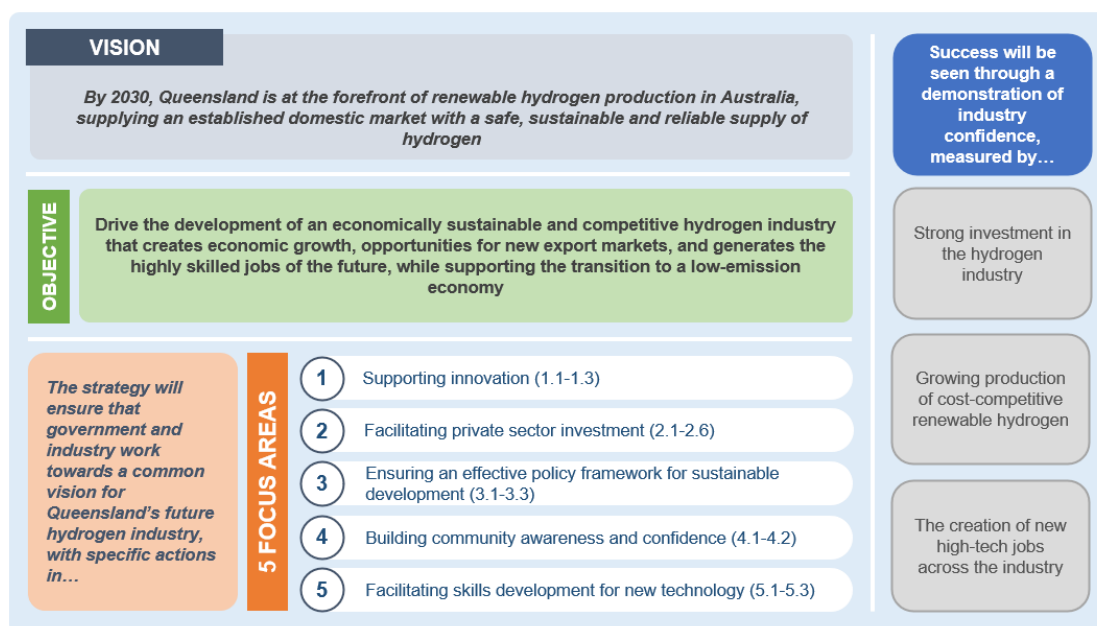 VISION
By 2030, Queensland is at the forefront of renewable hydrogen production in Australia,
supplying an established domestic market with a safe, sustainable and reliable supply of
hydrogen
OBJECTIVE
Drive the development of an economically sustainable and competitive hydrogen industry
that creates economic growth, opportunities for new export markets, and generates the
highly skilled jobs of the future, while supporting the transition to a low-emission
economy
The strategy will
ensure that
government and
industry work
towards a common
vision for
Queensland's future
hydrogen industry,
with specific actions
in…
5 FOCUS AREAS
1 Supporting innovation (1.1-1.3)
2 Facilitating private sector investment (2.1-2.6)
3 Ensuring an effective policy framework for sustainable
development (3.1-3.3)
4 Building community awareness and confidence (4.1-4.2)
5 Facilitating skills development for new technology (5.1-5.3)
Success will be
seen through a
demonstration of
industry
confidence,
measured by…
Strong investment in
the hydrogen
industry
Growing production
of cost-competitive
renewable hydrogen
The creation of new
high-tech jobs
across the industry